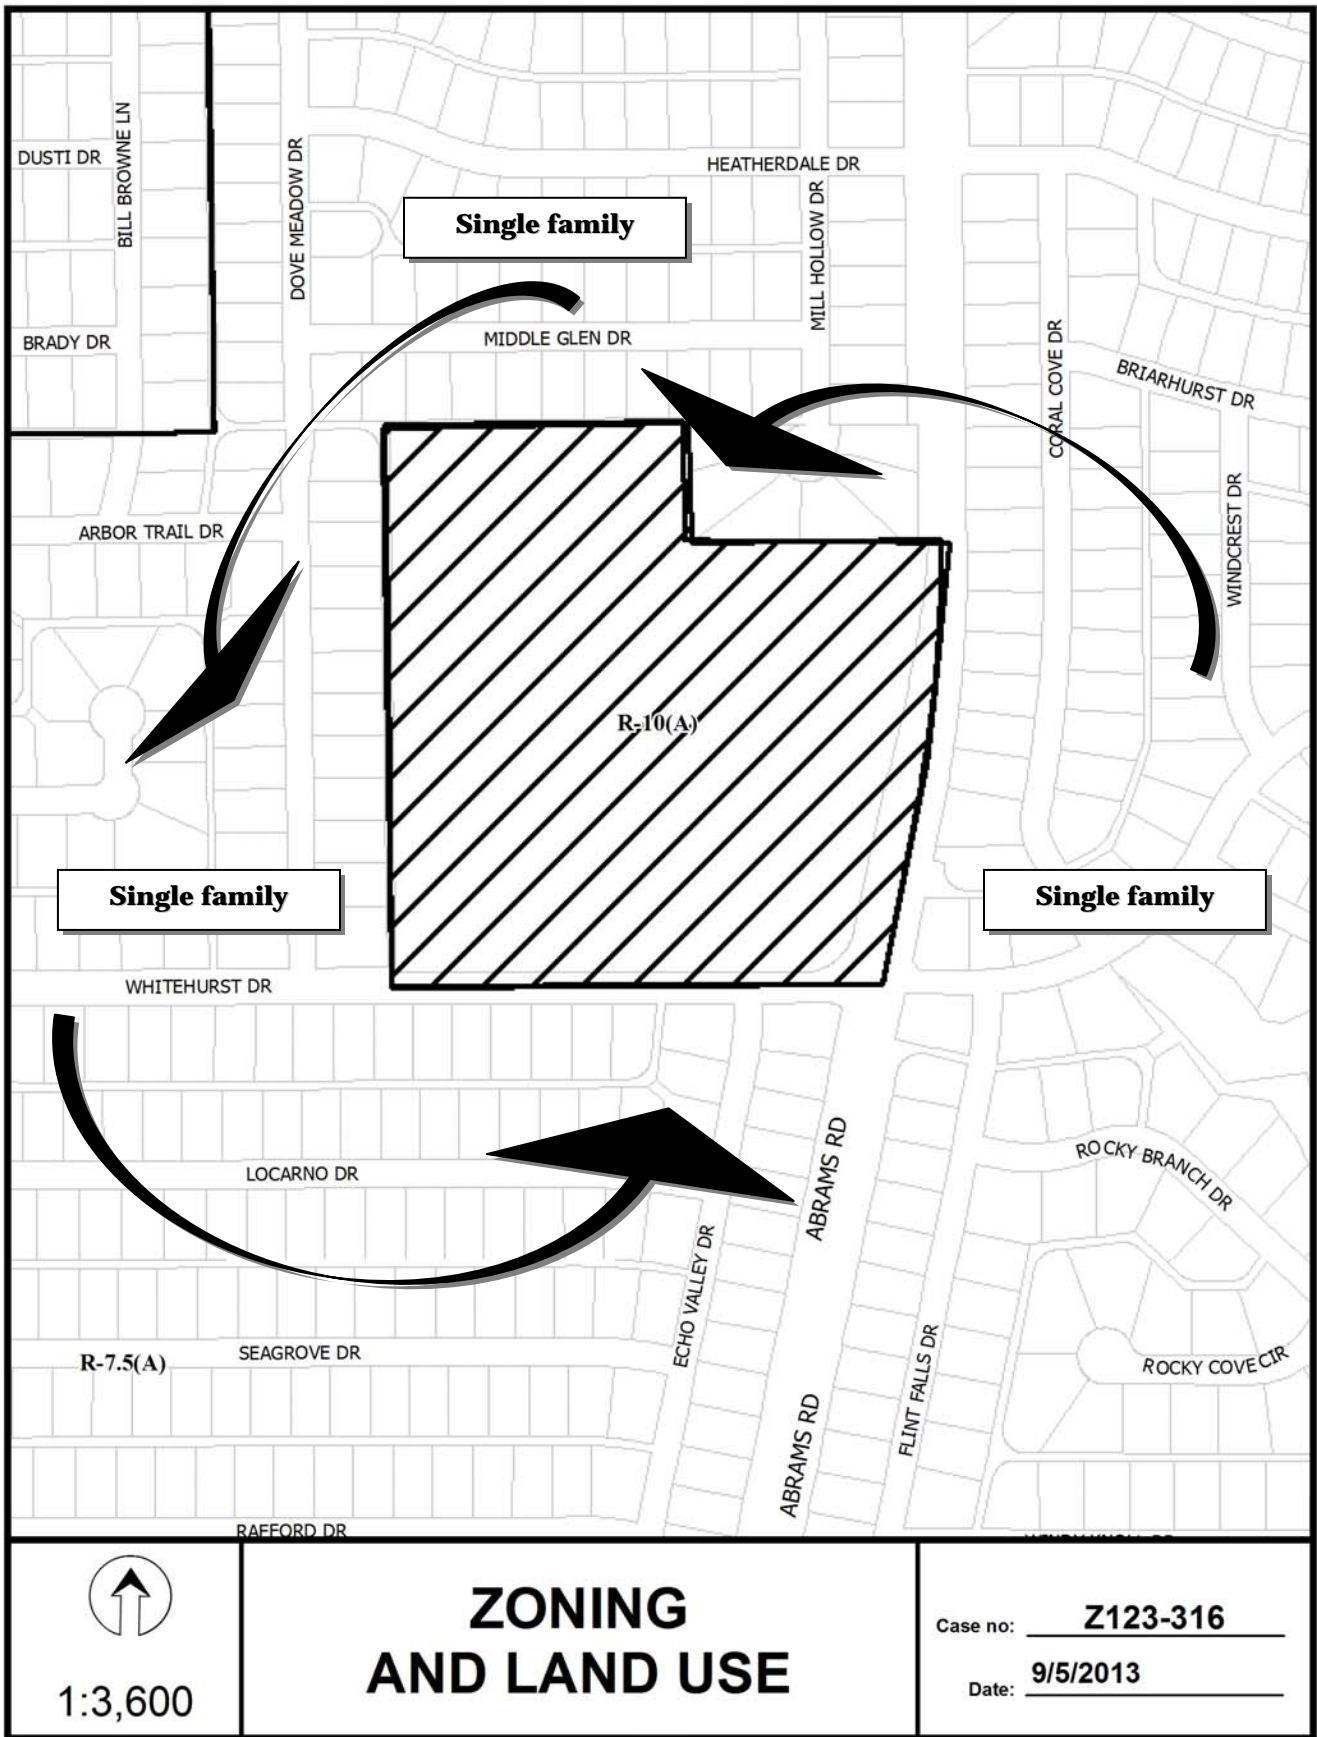 DUSTI DR
BILL BROWNE LN
DOVE MEADOW DR
HEATHERDALE DR
MILL HOLLOW DR
Single family
BRADY DR
MIDDLE GLEN DR
CORAL COVE DR
BRIARHURST DR
WINDCREST DR
ARBOR TRAIL DR
R-10(A)
Single family
Single family
WHITEHURST DR
LOCARNO DR
ABRAMS RD
ROCKY BRANCH DR
ECHO VALLEY DR
SEAGROVE DR
R-7.5(A)
FLINT FALLS DR
ROCKY COVE CIR
ABRAMS RD
RAFFORD DR
1:3,600
ZONING
AND LAND USE
Case no: Z123-316
Date: 9/5/2013